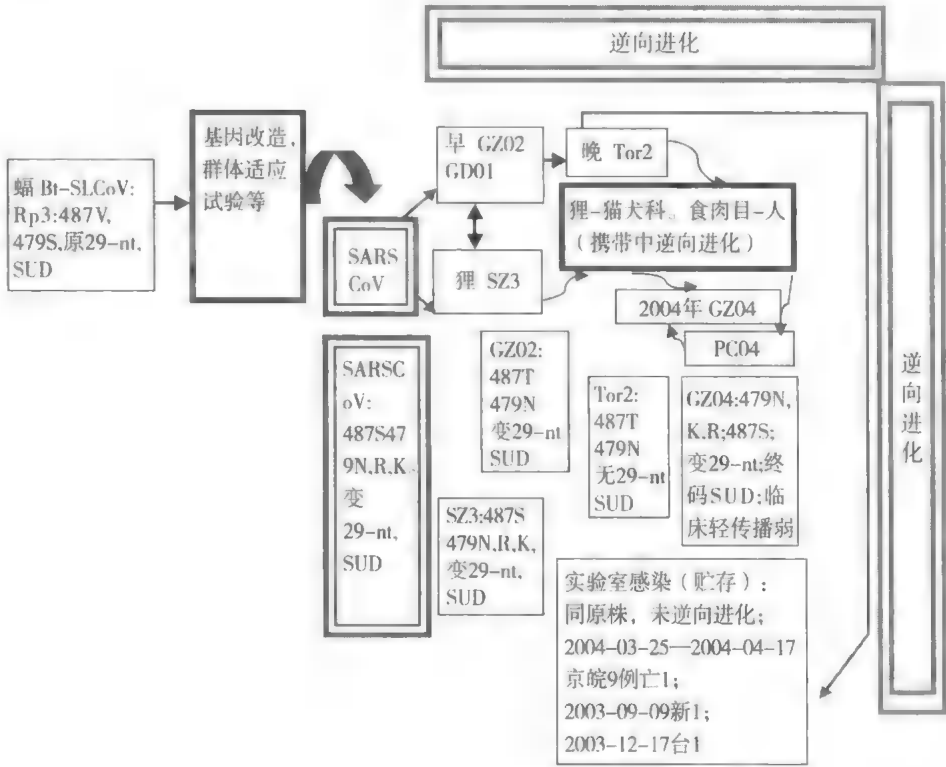 逆向进化
基因改造,
群体适应
试验等
早 GZ02
GD01
晚 Tor2
蝠 Bt-SLCoV:
Rp3:487V,
479S,原29-nt,
SUD
SARS
CoV
狸 SZ3
狸-猫犬科。食肉目-人
(携带中逆向进化)
2004年 GZ04
PC04
逆向进化
SARSC
oV:
487S47
9N,R,K
变
29-nt,
SUD
GZ02:
487T
479N
变29-nt
SUD
Tor2:
487T
479N
无29-nt
SUD
GZ04:479N,
K,R;487S;
变29-nt;终
码SUD;临
床轻传播弱
SZ3:487S
479N,R,K,
变29-nt,
SUD
实验室感染(贮存):
同原株,未逆向进化;
2004-03-25—2004-04-17
京皖9例亡1;
2003-09-09新1;
2003-12-17台1